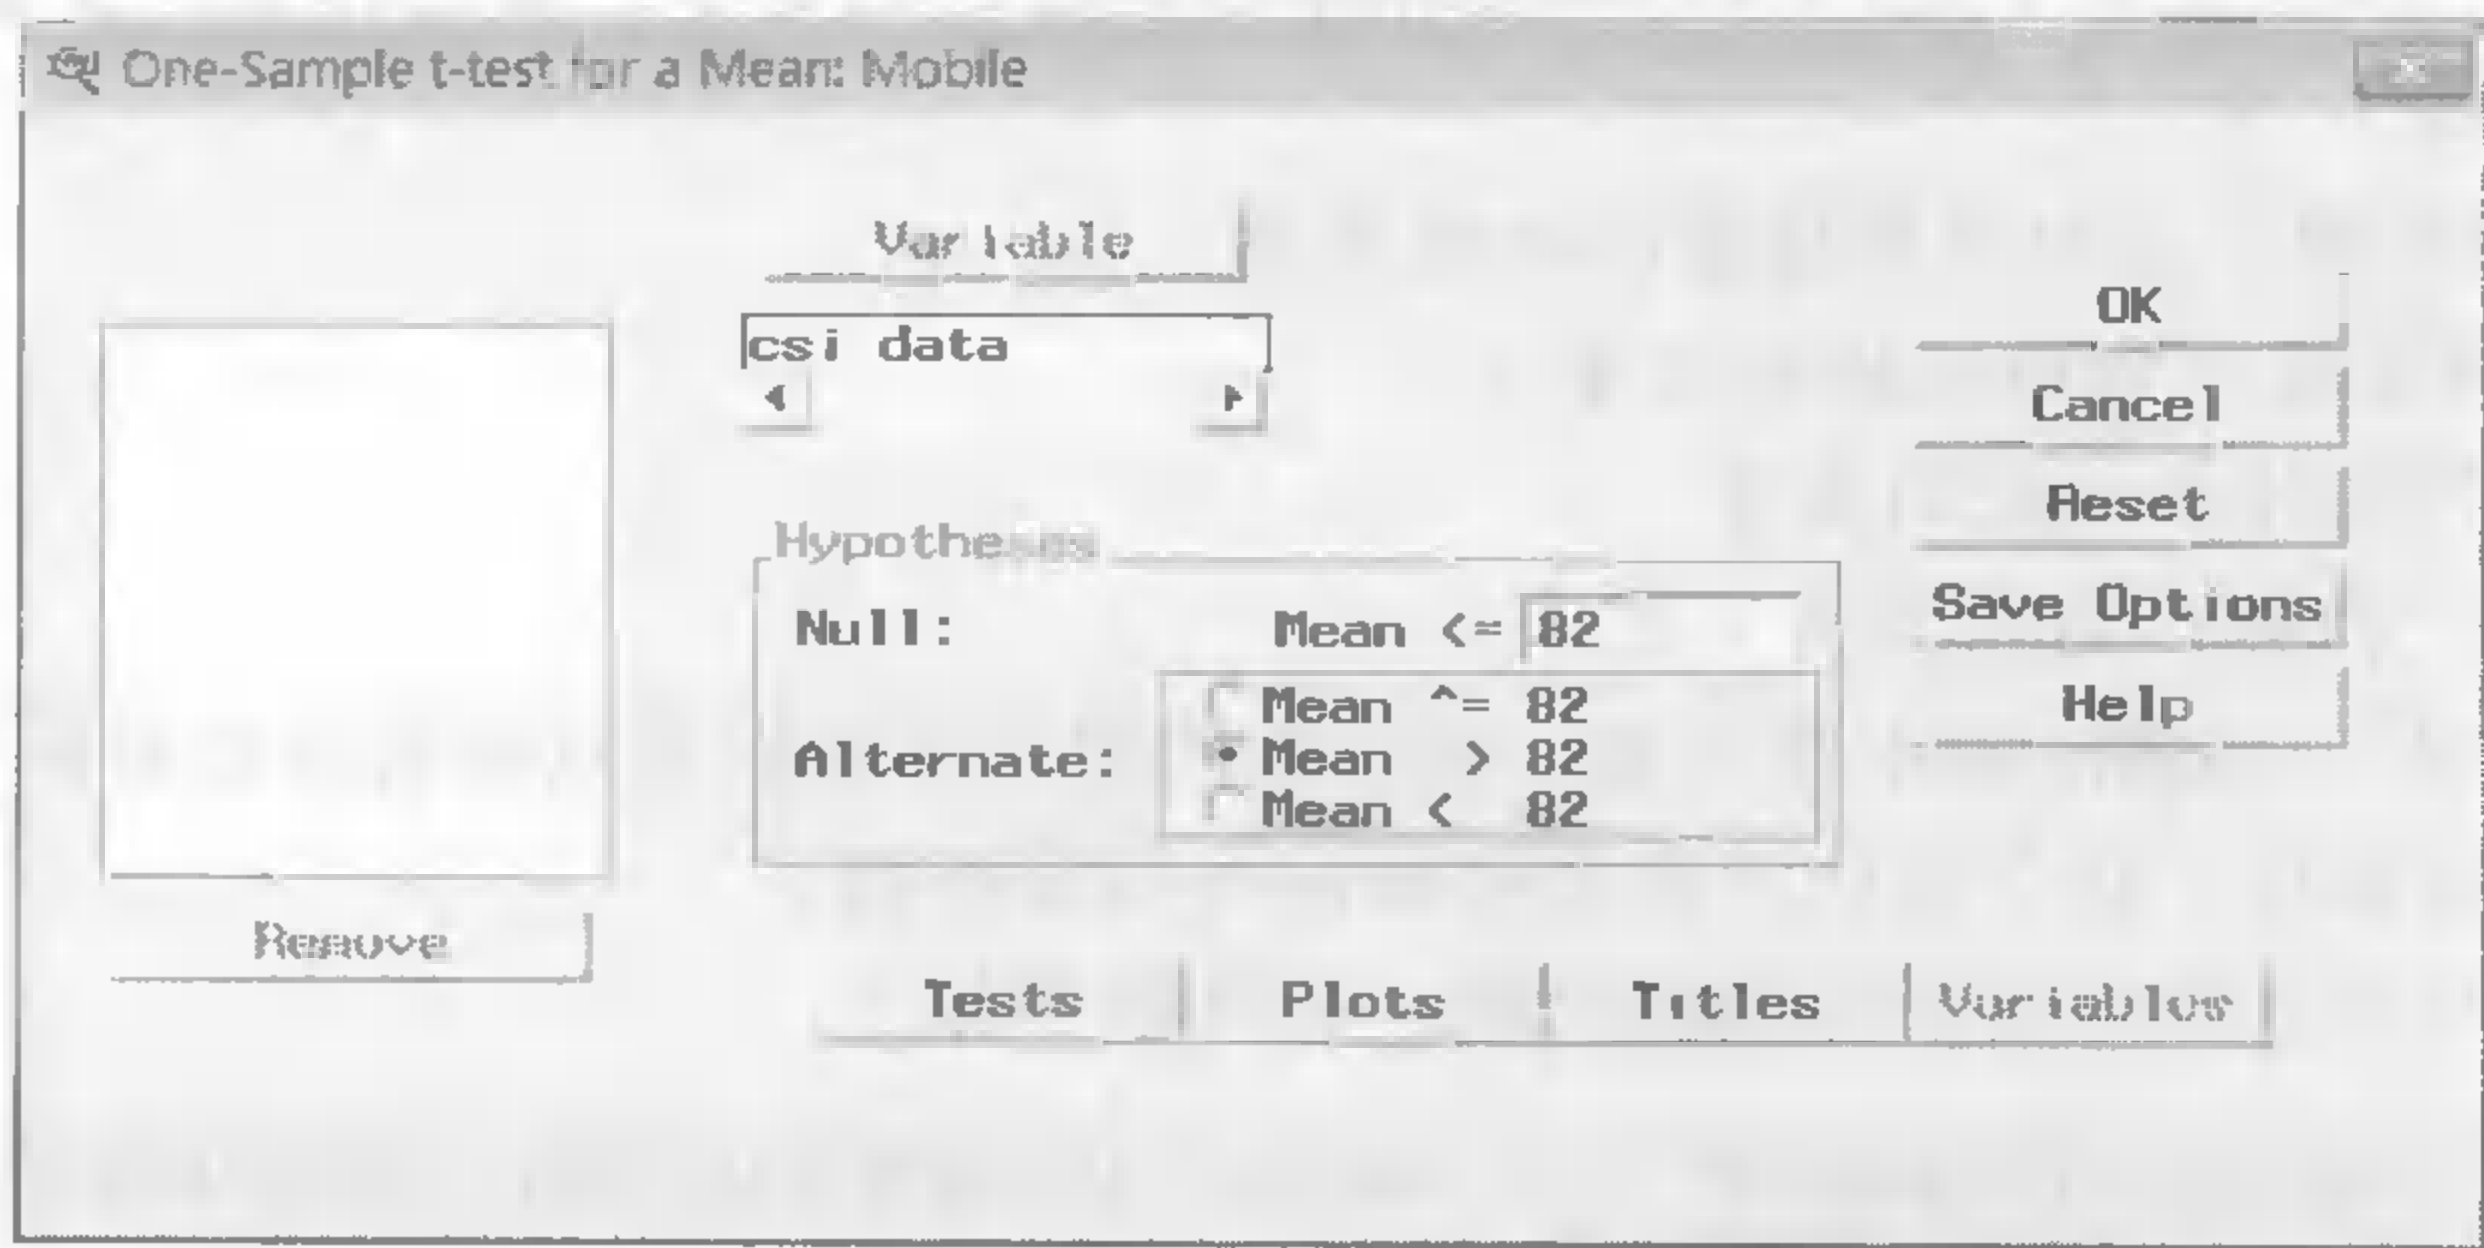 One-Sample t-test for a Mean: Mobile
Variable
csi data
OK
Cancel
Reset
Save Options
Help
Hypotheses
Null: Mean <= 82
Alternate:
Mean ^= 82
Mean > 82
Mean < 82
Remove
Tests Plots Titles Variables